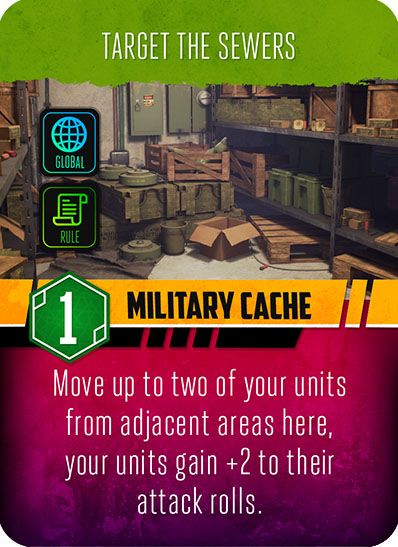 TARGET THE SEWERS
GLOBAL
RULE
1 MILITARY CACHE
Move up to two of your units
from adjacent areas here,
your units gain +2 to their
attack rolls.